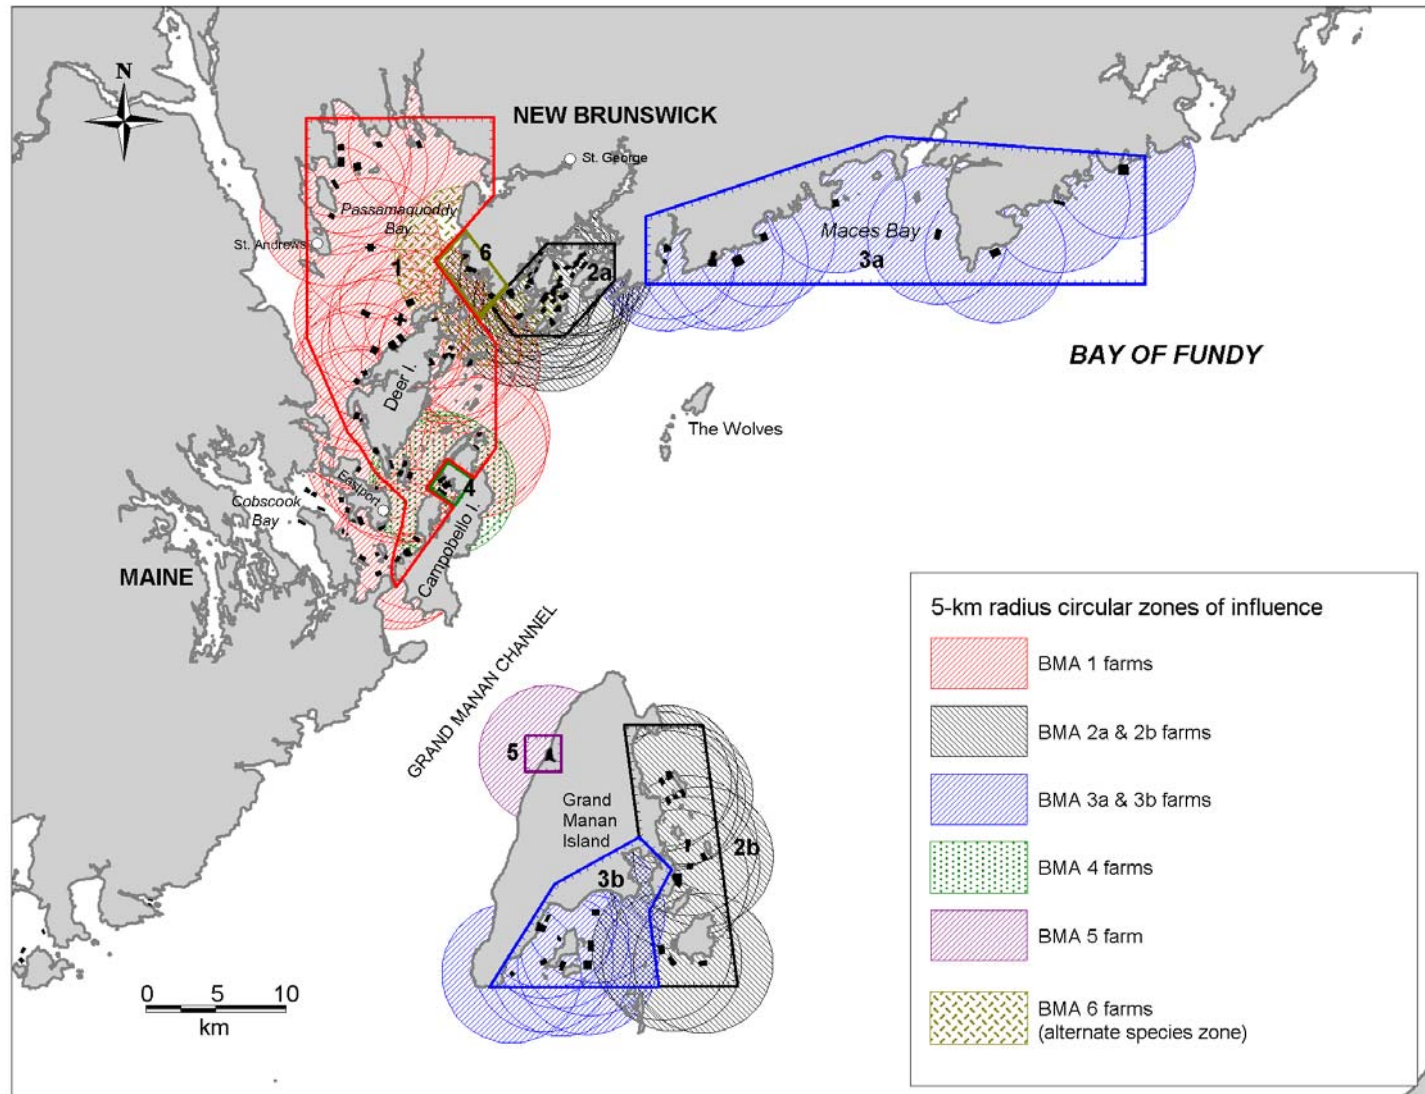 N
NEW BRUNSWICK
St. George
Passamaquoddy
Bay
St. Andrews
6
2a
1
Maces Bay
3a
BAY OF FUNDY
Deer I.
The Wolves
Eastport
4
Cobscook
Bay
Campobello I.
MAINE
GRAND MANAN CHANNEL
5
Grand
Manan
Island
2b
3b
0 5 10
km
5-km radius circular zones of influence
BMA 1 farms
BMA 2a & 2b farms
BMA 3a & 3b farms
BMA 4 farms
BMA 5 farm
BMA 6 farms
(alternate species zone)